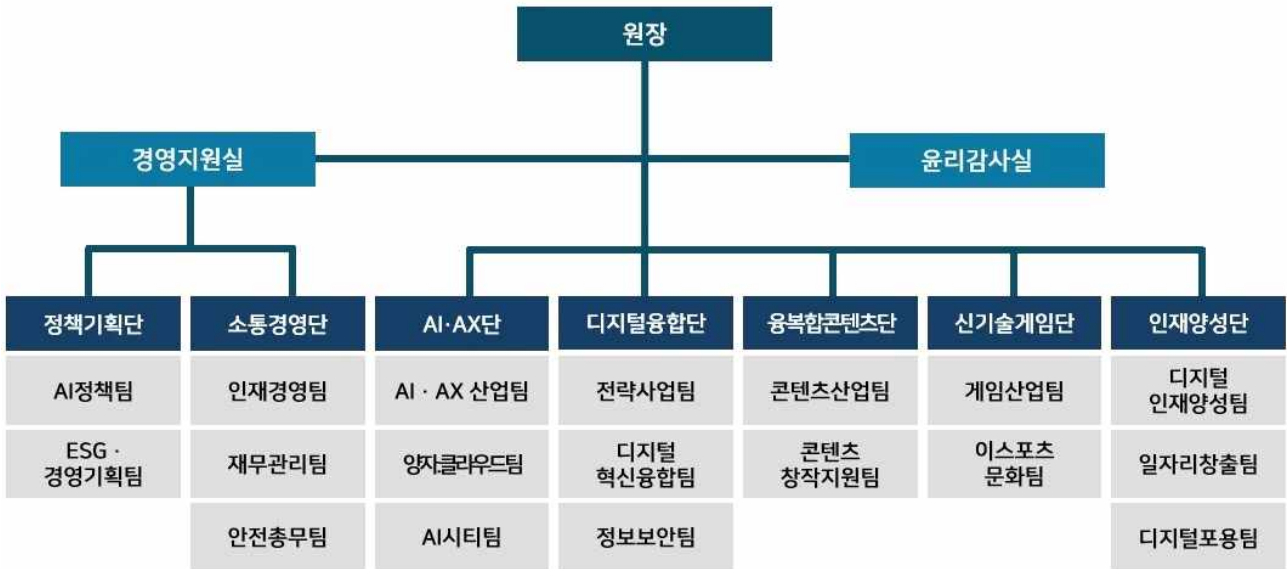 원장
경영지원실
윤리감사실
정책기획단
소통경영단
AI·AX단
디지털융합단
융복합콘텐츠단
신기술게임단
인재양성단
AI정책팀
인재경영팀
AI · AX 산업팀
전략사업팀
콘텐츠산업팀
게임산업팀
디지털
인재양성팀
ESG ·
경영기획팀
재무관리팀
양자.클라우드팀
디지털
혁신융합팀
콘텐츠
창작지원팀
이스포츠
문화팀
일자리창출팀
안전총무팀
AI시티팀
정보보안팀
디지털포용팀